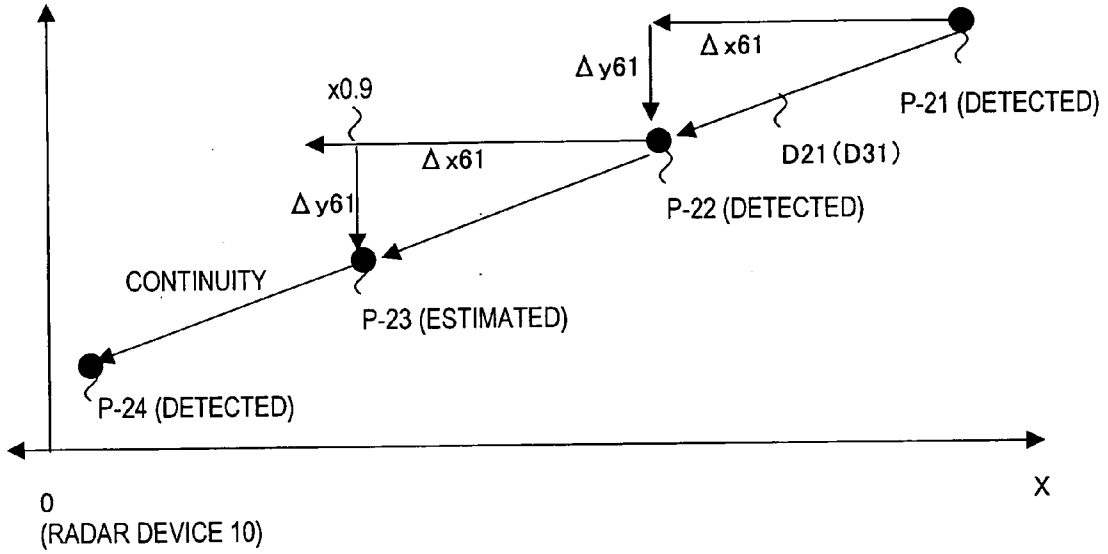 Δx61
Δy61
P-21 (DETECTED)
x0.9
Δx61
D21(D31)
Δy61
P-22 (DETECTED)
CONTINUITY
P-23 (ESTIMATED)
P-24 (DETECTED)
X
0
(RADAR DEVICE 10)